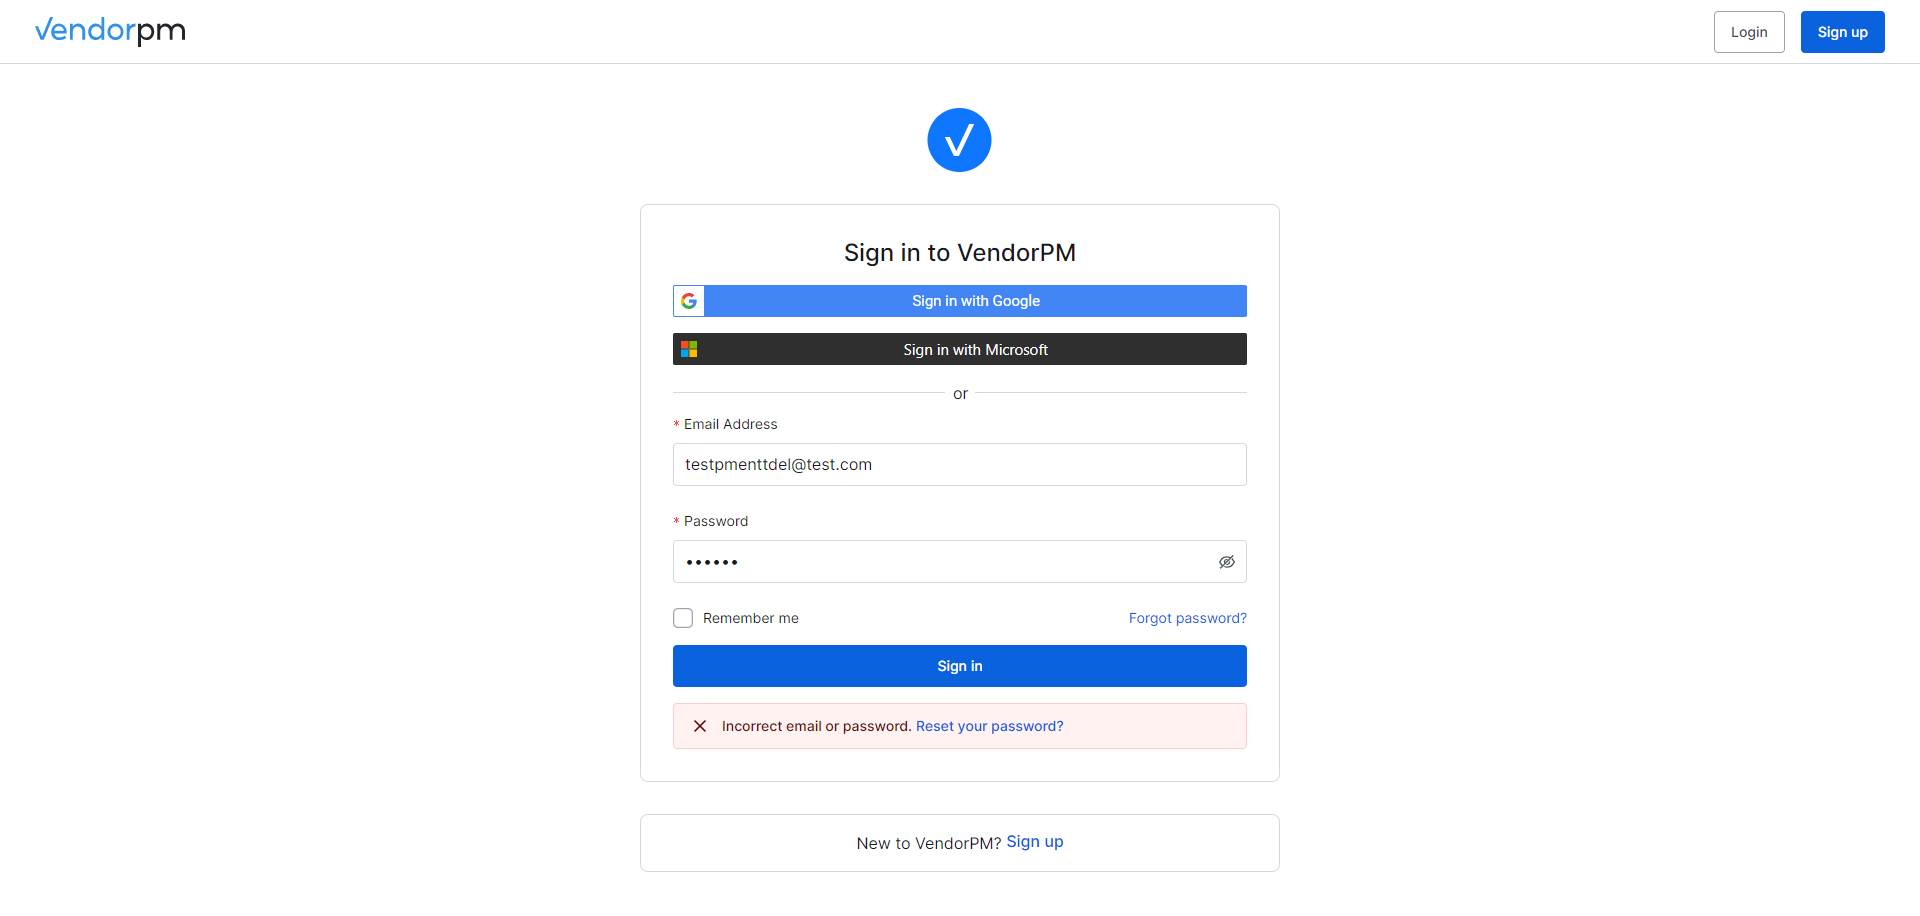 vendorpm
Login
Sign up
Sign in to VendorPM
Sign in with Google
Sign in with Microsoft
or
* Email Address
testpmenttdel@test.com
* Password
••••••
Remember me
Forgot password?
Sign in
Incorrect email or password. Reset your password?
New to VendorPM? Sign up